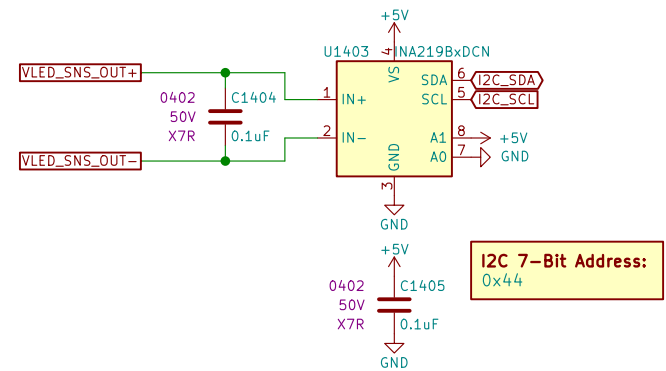 +5V
U1403 INA219BxDCN
4
VS
VLED_SNS_OUT+
SDA 6 I2C_SDA
0402 C1404
1 IN+
SCL 5 I2C_SCL
50V
X7R 0.1uF
2 IN-
A1 8 +5V
VLED_SNS_OUT-
GND
A0 7 GND
3
GND
+5V
I2C 7-Bit Address:
0x44
0402 C1405
50V
X7R 0.1uF
GND